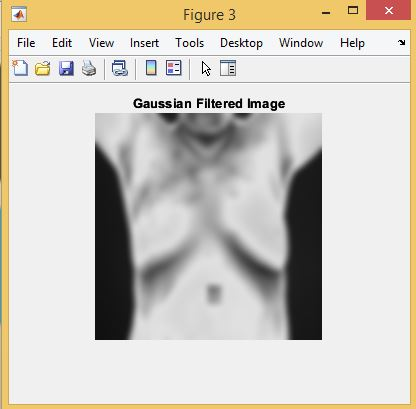 Figure 3
File Edit View Insert Tools Desktop Window Help
Gaussian Filtered Image